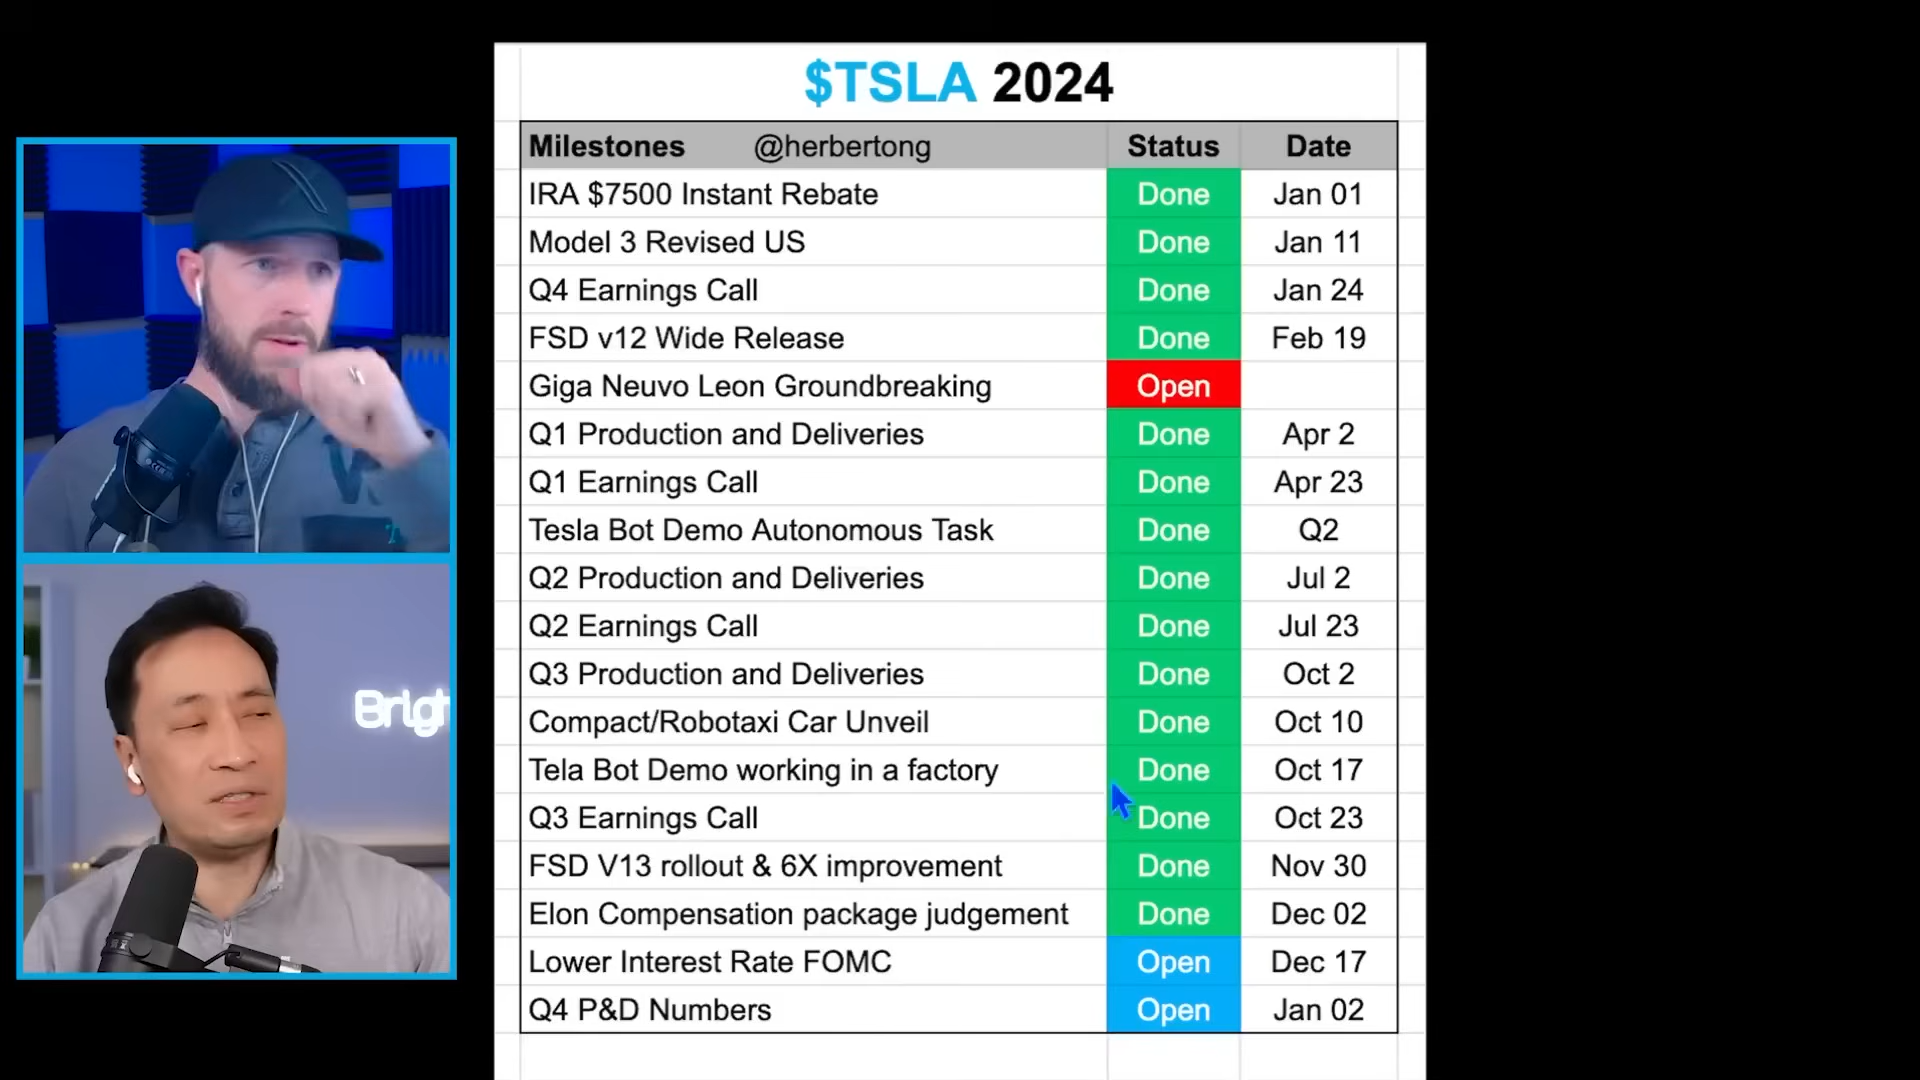 $TSLA 2024
Milestones @herbertong Status Date
IRA $7500 Instant Rebate Done Jan 01
Model 3 Revised US Done Jan 11
Q4 Earnings Call Done Jan 24
FSD v12 Wide Release Done Feb 19
Giga Neuvo Leon Groundbreaking Open
Q1 Production and Deliveries Done Apr 2
Q1 Earnings Call Done Apr 23
Tesla Bot Demo Autonomous Task Done Q2
Q2 Production and Deliveries Done Jul 2
Q2 Earnings Call Done Jul 23
Q3 Production and Deliveries Done Oct 2
Compact/Robotaxi Car Unveil Done Oct 10
Tela Bot Demo working in a factory Done Oct 17
Q3 Earnings Call Done Oct 23
FSD V13 rollout & 6X improvement Done Nov 30
Elon Compensation package judgement Done Dec 02
Lower Interest Rate FOMC Open Dec 17
Q4 P&D Numbers Open Jan 02